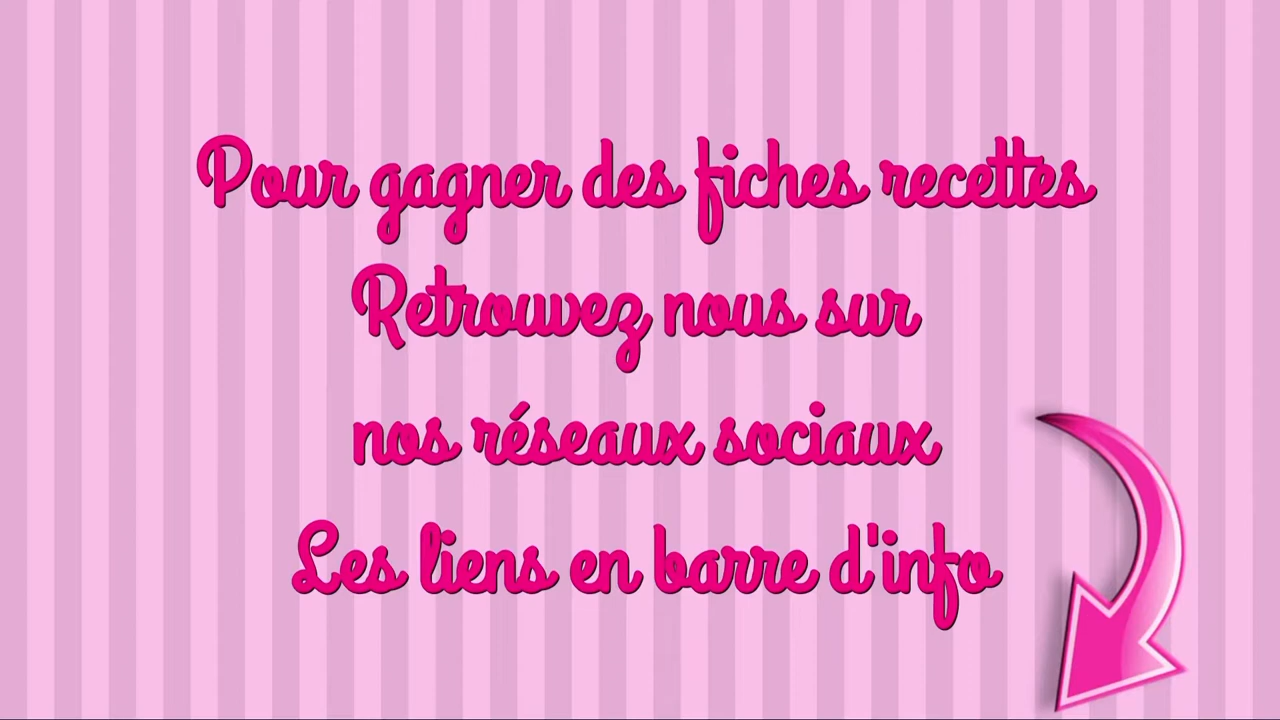 Pour gagner des fiches recettes
Retrouvez nous sur
nos réseaux sociaux
Les liens en barre d'info